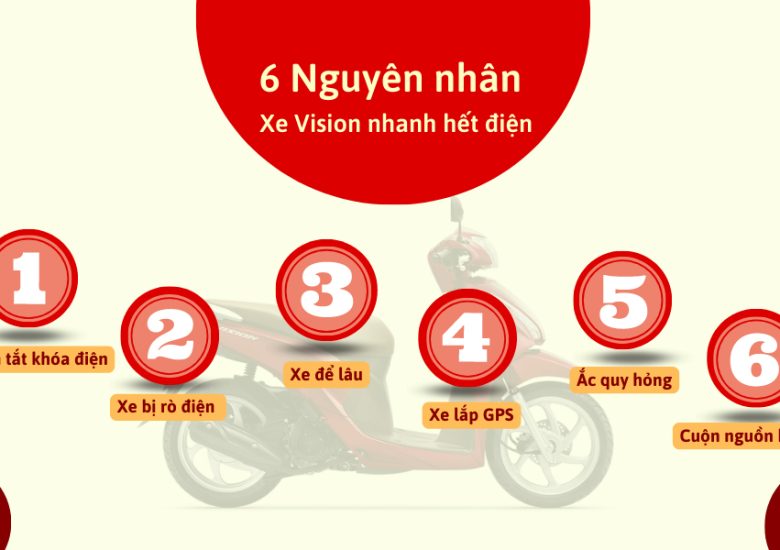 6 Nguyên nhân
Xe Vision nhanh hết điện
1
tắt khóa điện
2
Xe bị rò điện
3
Xe để lâu
4
Xe lắp GPS
5
Ắc quy hỏng
6
Cuộn nguồn